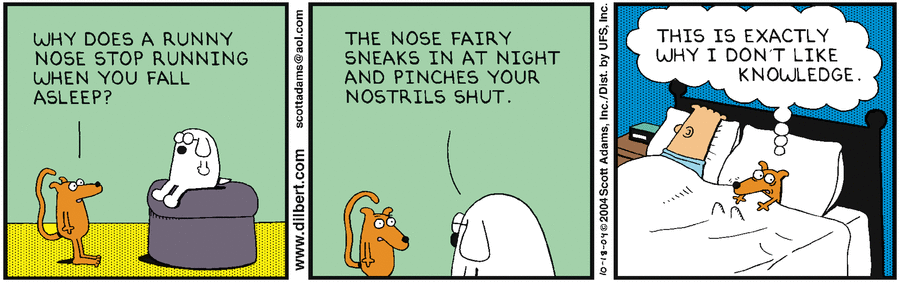 WHY DOES A RUNNY
NOSE STOP RUNNING
WHEN YOU FALL
ASLEEP?
www.dilbert.com scottadams@aol.com
THE NOSE FAIRY
SNEAKS IN AT NIGHT
AND PINCHES YOUR
NOSTRILS SHUT.
10-18-04 © 2004 Scott Adams, Inc./Dist. by UFS, Inc.
THIS IS EXACTLY
WHY I DON'T LIKE
KNOWLEDGE.